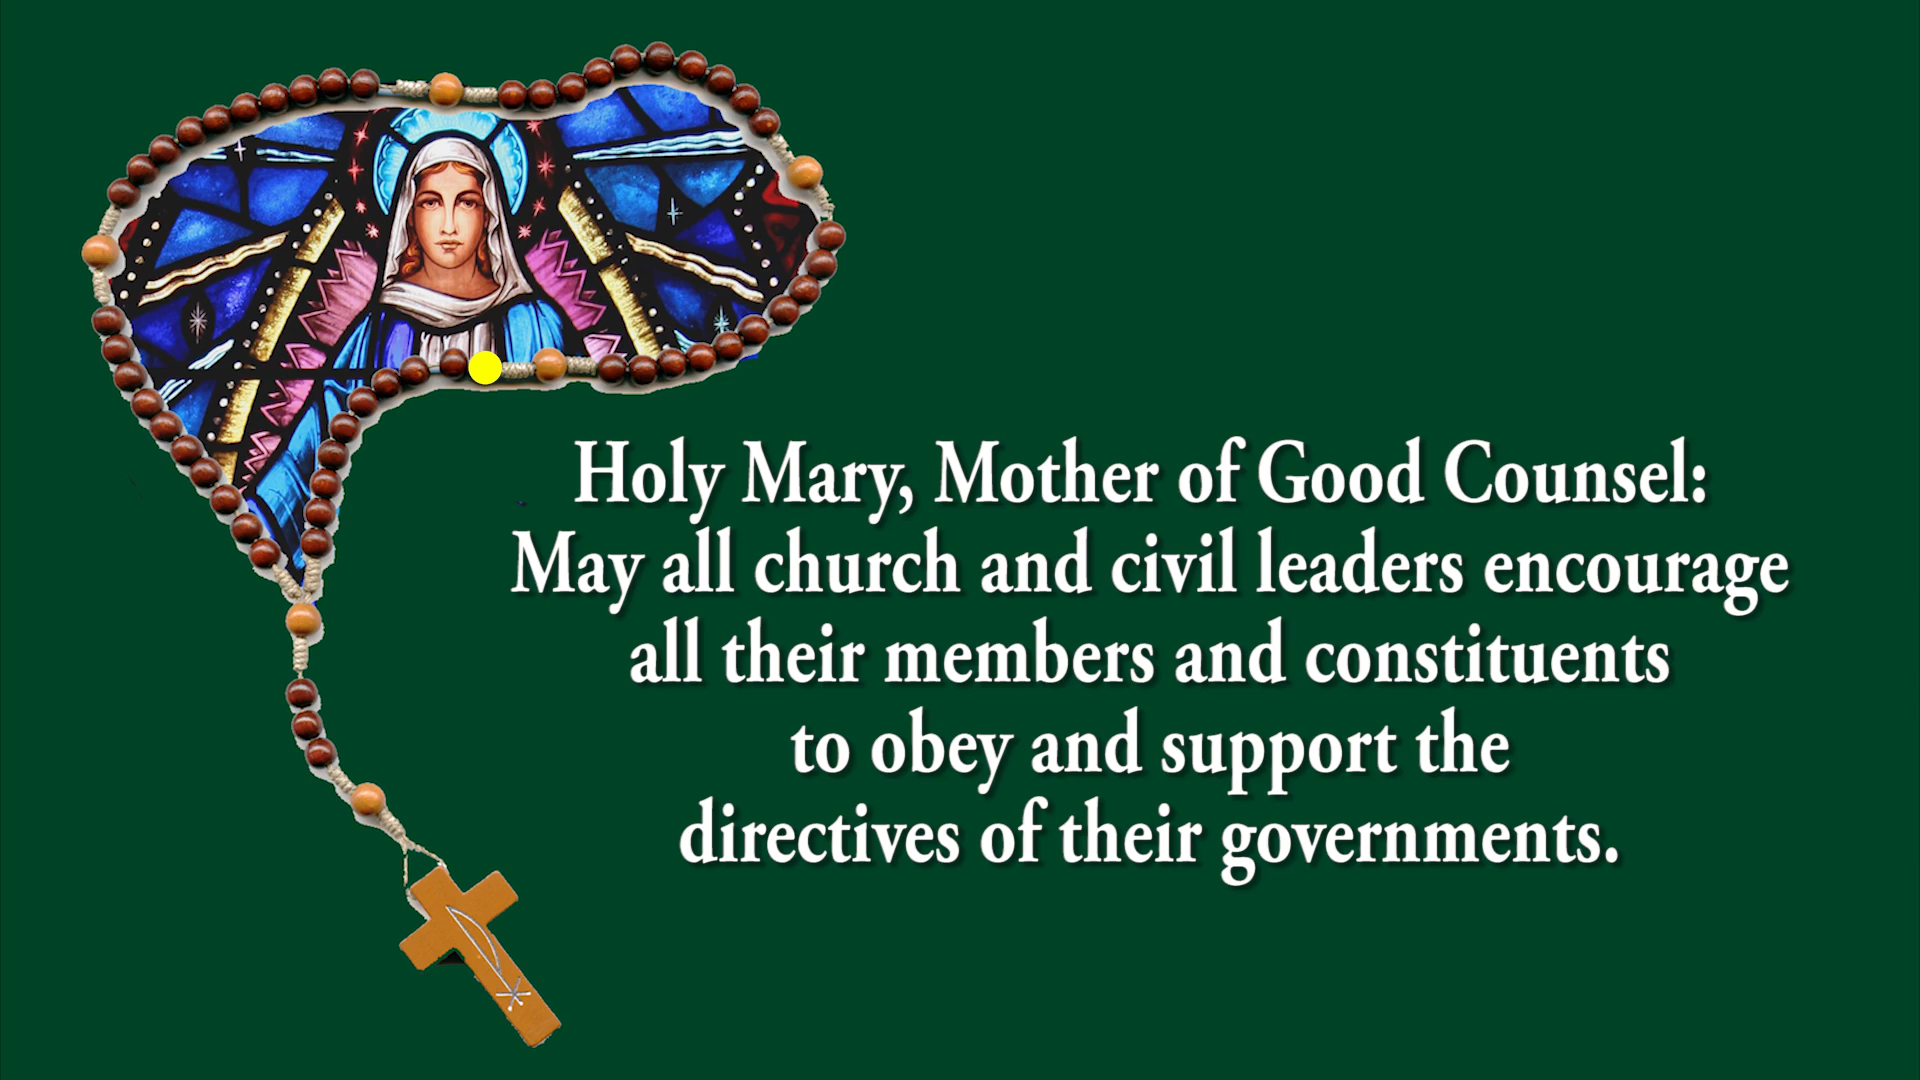 Holy Mary, Mother of Good Counsel:
May all church and civil leaders encourage
all their members and constituents
to obey and support the
directives of their governments.